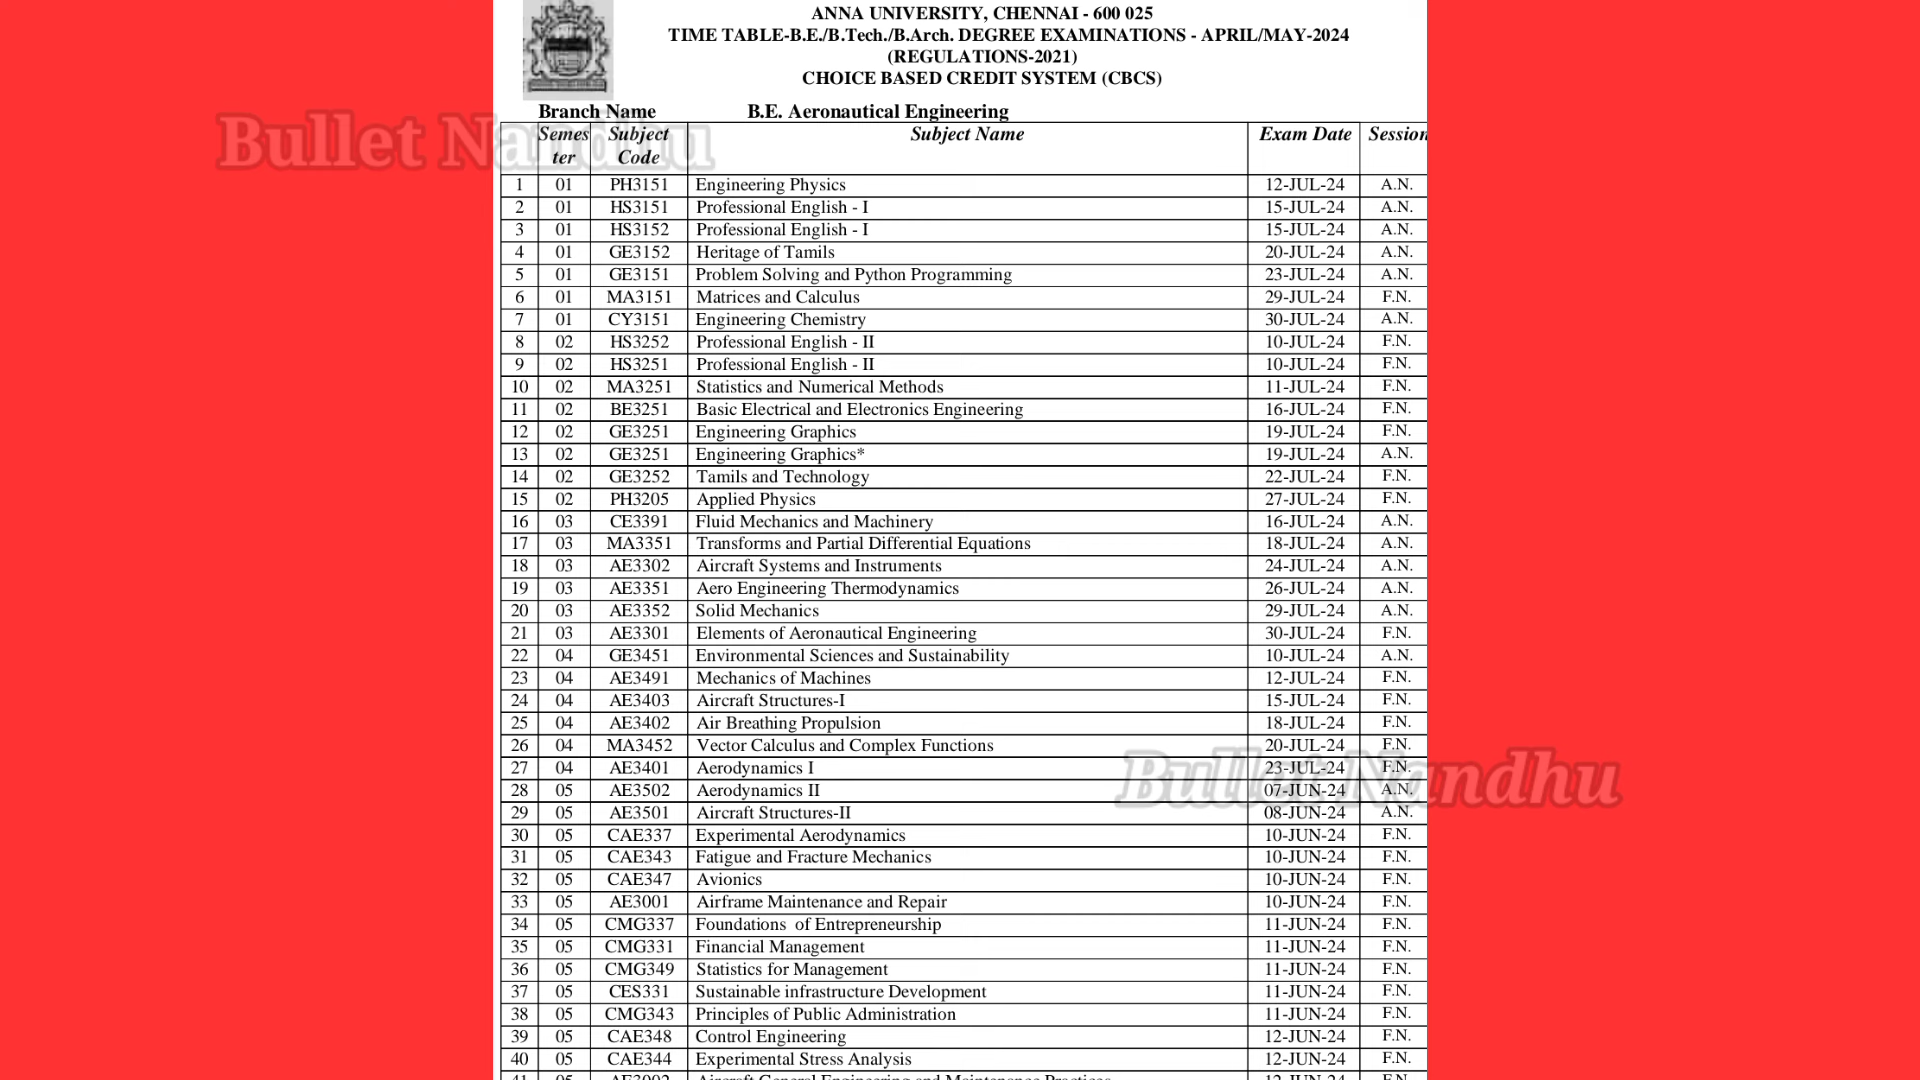 ANNA UNIVERSITY, CHENNAI - 600 025
TIME TABLE-B.E./B.Tech./B.Arch. DEGREE EXAMINATIONS - APRIL/MAY-2024
(REGULATIONS-2021)
CHOICE BASED CREDIT SYSTEM (CBCS)
Branch Name B.E. Aeronautical Engineering
Bullet Nandhu
Semester Subject Code Subject Name Exam Date Session
1 01 PH3151 Engineering Physics 12-JUL-24 A.N.
2 01 HS3151 Professional English - I 15-JUL-24 A.N.
3 01 HS3152 Professional English - I 15-JUL-24 A.N.
4 01 GE3152 Heritage of Tamils 20-JUL-24 A.N.
5 01 GE3151 Problem Solving and Python Programming 23-JUL-24 A.N.
6 01 MA3151 Matrices and Calculus 29-JUL-24 F.N.
7 01 CY3151 Engineering Chemistry 30-JUL-24 A.N.
8 02 HS3252 Professional English - II 10-JUL-24 F.N.
9 02 HS3251 Professional English - II 10-JUL-24 F.N.
10 02 MA3251 Statistics and Numerical Methods 11-JUL-24 F.N.
11 02 BE3251 Basic Electrical and Electronics Engineering 16-JUL-24 F.N.
12 02 GE3251 Engineering Graphics 19-JUL-24 F.N.
13 02 GE3251 Engineering Graphics* 19-JUL-24 A.N.
14 02 GE3252 Tamils and Technology 22-JUL-24 F.N.
15 02 PH3205 Applied Physics 27-JUL-24 F.N.
16 03 CE3391 Fluid Mechanics and Machinery 16-JUL-24 A.N.
17 03 MA3351 Transforms and Partial Differential Equations 18-JUL-24 A.N.
18 03 AE3302 Aircraft Systems and Instruments 24-JUL-24 A.N.
19 03 AE3351 Aero Engineering Thermodynamics 26-JUL-24 A.N.
20 03 AE3352 Solid Mechanics 29-JUL-24 A.N.
21 03 AE3301 Elements of Aeronautical Engineering 30-JUL-24 F.N.
22 04 GE3451 Environmental Sciences and Sustainability 10-JUL-24 A.N.
23 04 AE3491 Mechanics of Machines 12-JUL-24 F.N.
24 04 AE3403 Aircraft Structures-I 15-JUL-24 F.N.
25 04 AE3402 Air Breathing Propulsion 18-JUL-24 F.N.
26 04 MA3452 Vector Calculus and Complex Functions 20-JUL-24 F.N.
27 04 AE3401 Aerodynamics I 23-JUL-24 F.N.
Bullet Nandhu
28 05 AE3502 Aerodynamics II 07-JUN-24 A.N.
29 05 AE3501 Aircraft Structures-II 08-JUN-24 A.N.
30 05 CAE337 Experimental Aerodynamics 10-JUN-24 F.N.
31 05 CAE343 Fatigue and Fracture Mechanics 10-JUN-24 F.N.
32 05 CAE347 Avionics 10-JUN-24 F.N.
33 05 AE3001 Airframe Maintenance and Repair 10-JUN-24 F.N.
34 05 CMG337 Foundations of Entrepreneurship 11-JUN-24 F.N.
35 05 CMG331 Financial Management 11-JUN-24 F.N.
36 05 CMG349 Statistics for Management 11-JUN-24 F.N.
37 05 CES331 Sustainable infrastructure Development 11-JUN-24 F.N.
38 05 CMG343 Principles of Public Administration 11-JUN-24 F.N.
39 05 CAE348 Control Engineering 12-JUN-24 F.N.
40 05 CAE344 Experimental Stress Analysis 12-JUN-24 F.N.
41 05 AE3002 Aircraft General Engineering and Maintenance Practices 12-JUN-24 F.N.